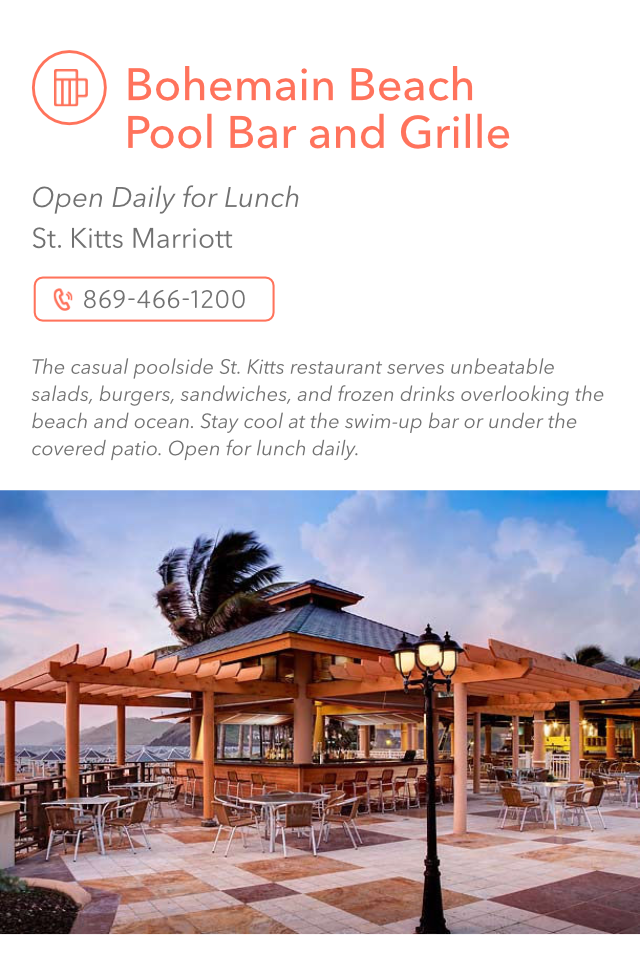 Bohemain Beach
Pool Bar and Grille
Open Daily for Lunch
St. Kitts Marriott
869-466-1200
The casual poolside St. Kitts restaurant serves unbeatable
salads, burgers, sandwiches, and frozen drinks overlooking the
beach and ocean. Stay cool at the swim-up bar or under the
covered patio. Open for lunch daily.